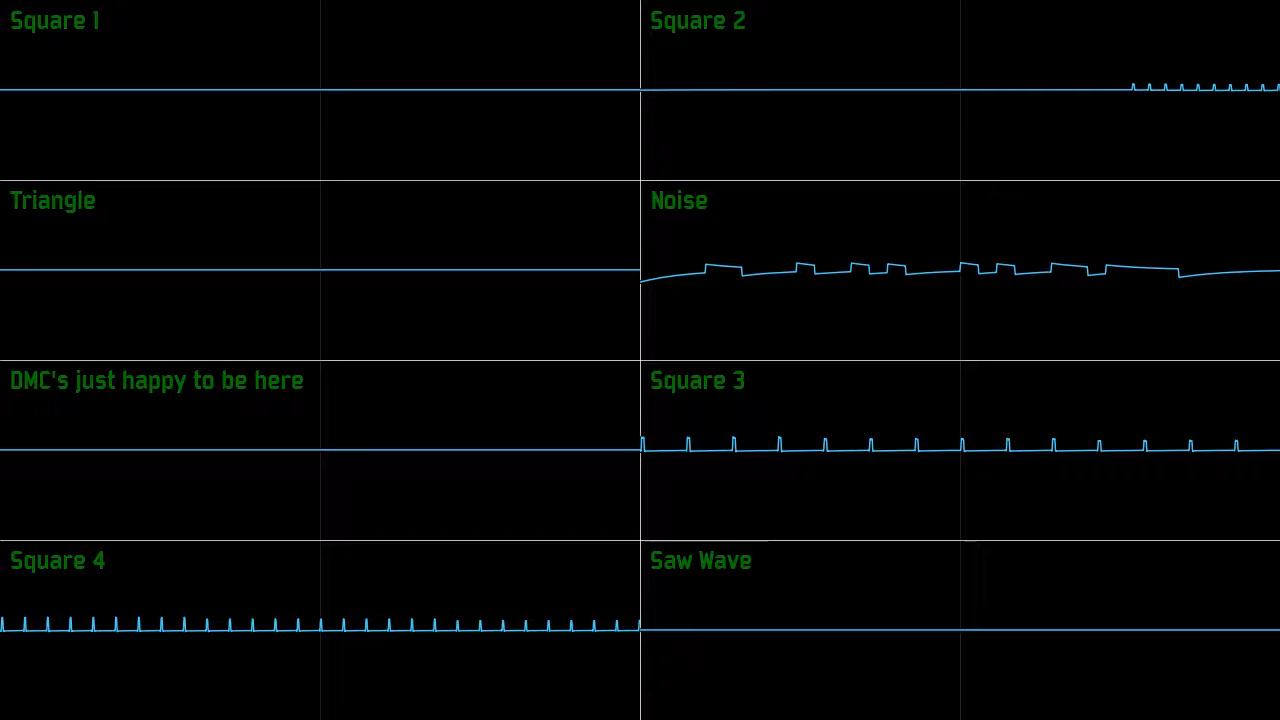 Square 1
Square 2
Triangle
Noise
DMC's just happy to be here
Square 3
Square 4
Saw Wave